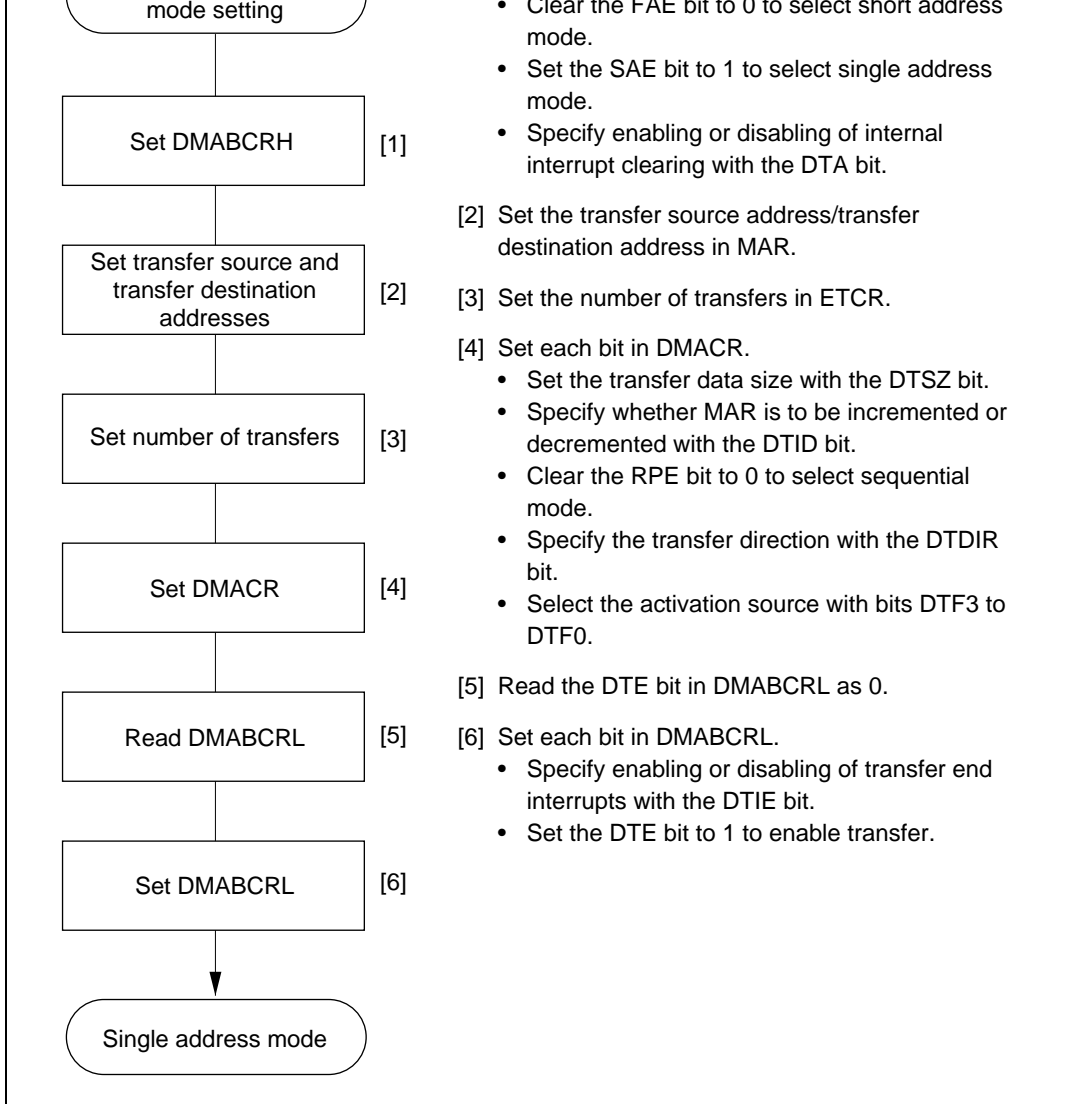 mode setting
Set DMABCRH
[1]
Set transfer source and
transfer destination
addresses
[2]
Set number of transfers
[3]
Set DMACR
[4]
Read DMABCRL
[5]
Set DMABCRL
[6]
Single address mode
• Clear the FAE bit to 0 to select short address
mode.
• Set the SAE bit to 1 to select single address
mode.
• Specify enabling or disabling of internal
interrupt clearing with the DTA bit.
[2] Set the transfer source address/transfer
destination address in MAR.
[3] Set the number of transfers in ETCR.
[4] Set each bit in DMACR.
• Set the transfer data size with the DTSZ bit.
• Specify whether MAR is to be incremented or
decremented with the DTID bit.
• Clear the RPE bit to 0 to select sequential
mode.
• Specify the transfer direction with the DTDIR
bit.
• Select the activation source with bits DTF3 to
DTF0.
[5] Read the DTE bit in DMABCRL as 0.
[6] Set each bit in DMABCRL.
• Specify enabling or disabling of transfer end
interrupts with the DTIE bit.
• Set the DTE bit to 1 to enable transfer.